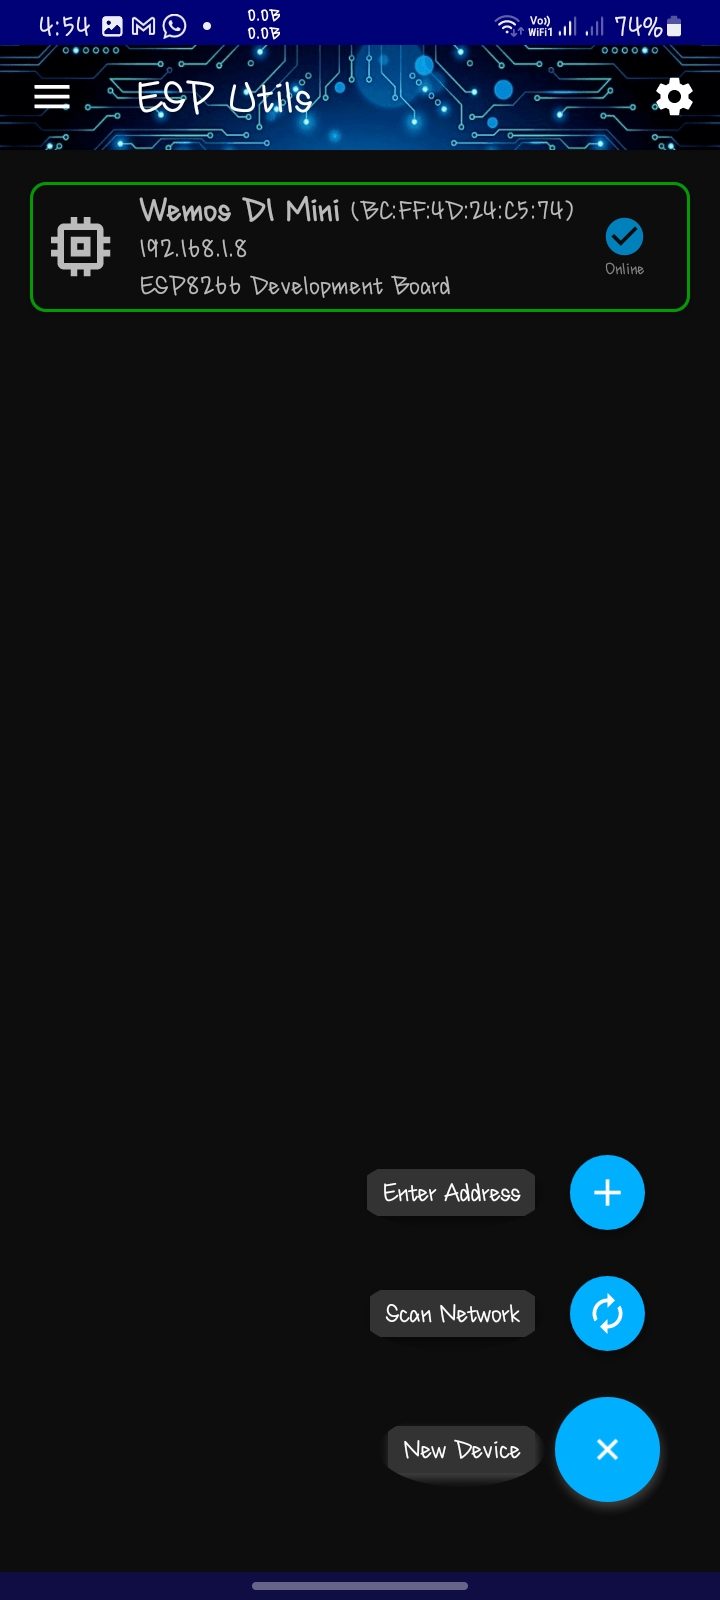 4:54
0.0B
0.0B
Vo))
WiFi1
74%
ESP Utils
Wemos D1 Mini (BC:FF:4D:24:C5:74)
192.168.1.8
ESP8266 Development Board
Online
Enter Address
Scan Network
New Device